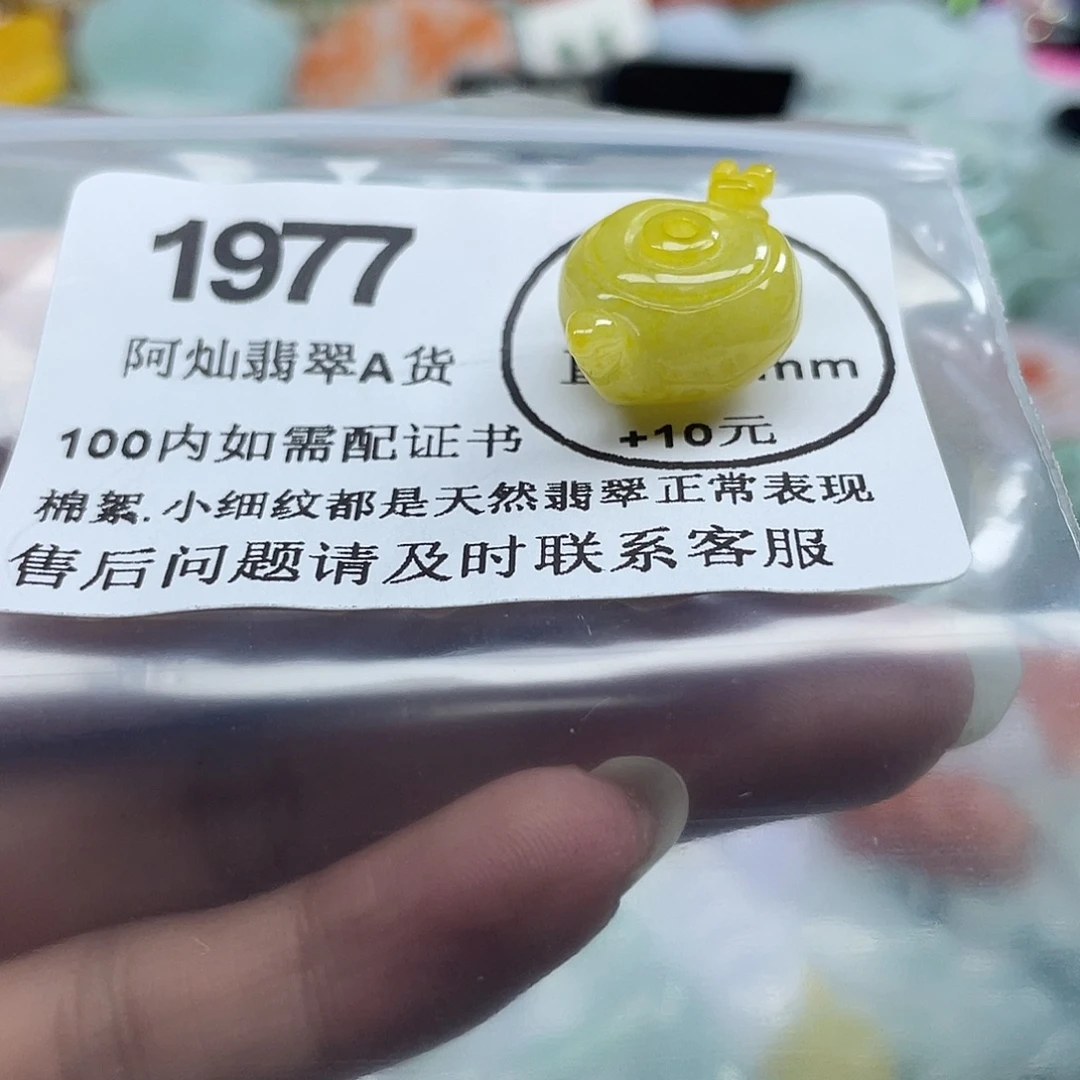 1977
阿灿翡翠A货
mm
100内如需配证书
+10元
棉絮.小细纹都是天然翡翠正常表现
售后问题请及时联系客服